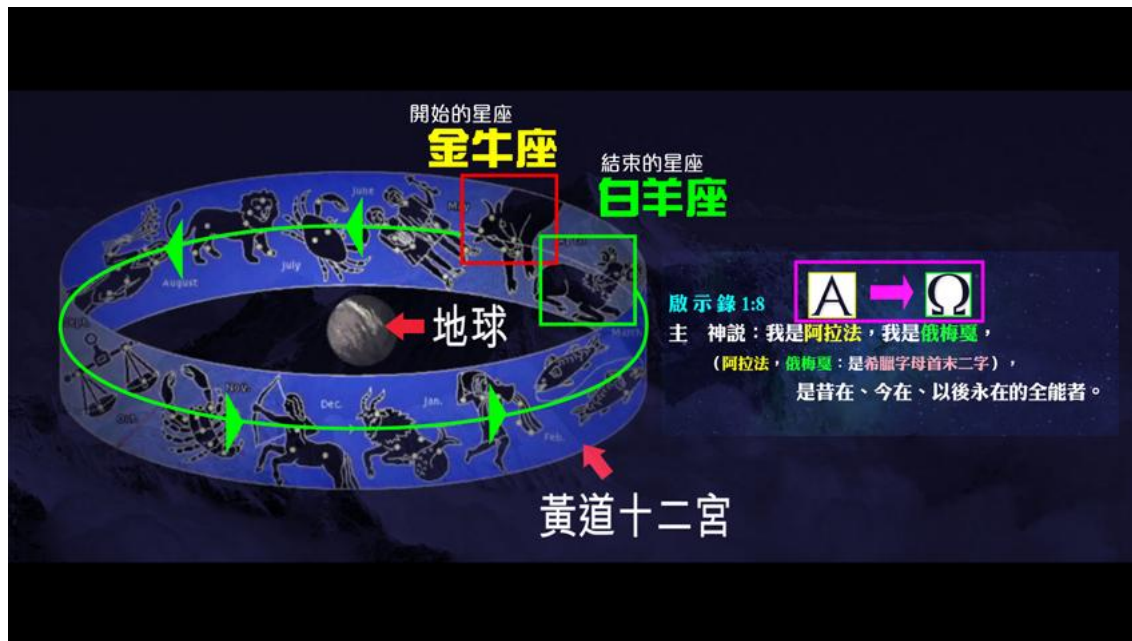 開始的星座
金牛座
結束的星座
白羊座
June
May
July
August
Sept.
地球
March
Nov.
Dec.
Jan.
Feb.
Oct.
黃道十二宮
A Ω
啟示錄 1:8
主 神說：我是阿拉法，我是俄梅戛，
（阿拉法，俄梅戛：是希臘字母首末二字），
是昔在、今在、以後永在的全能者。